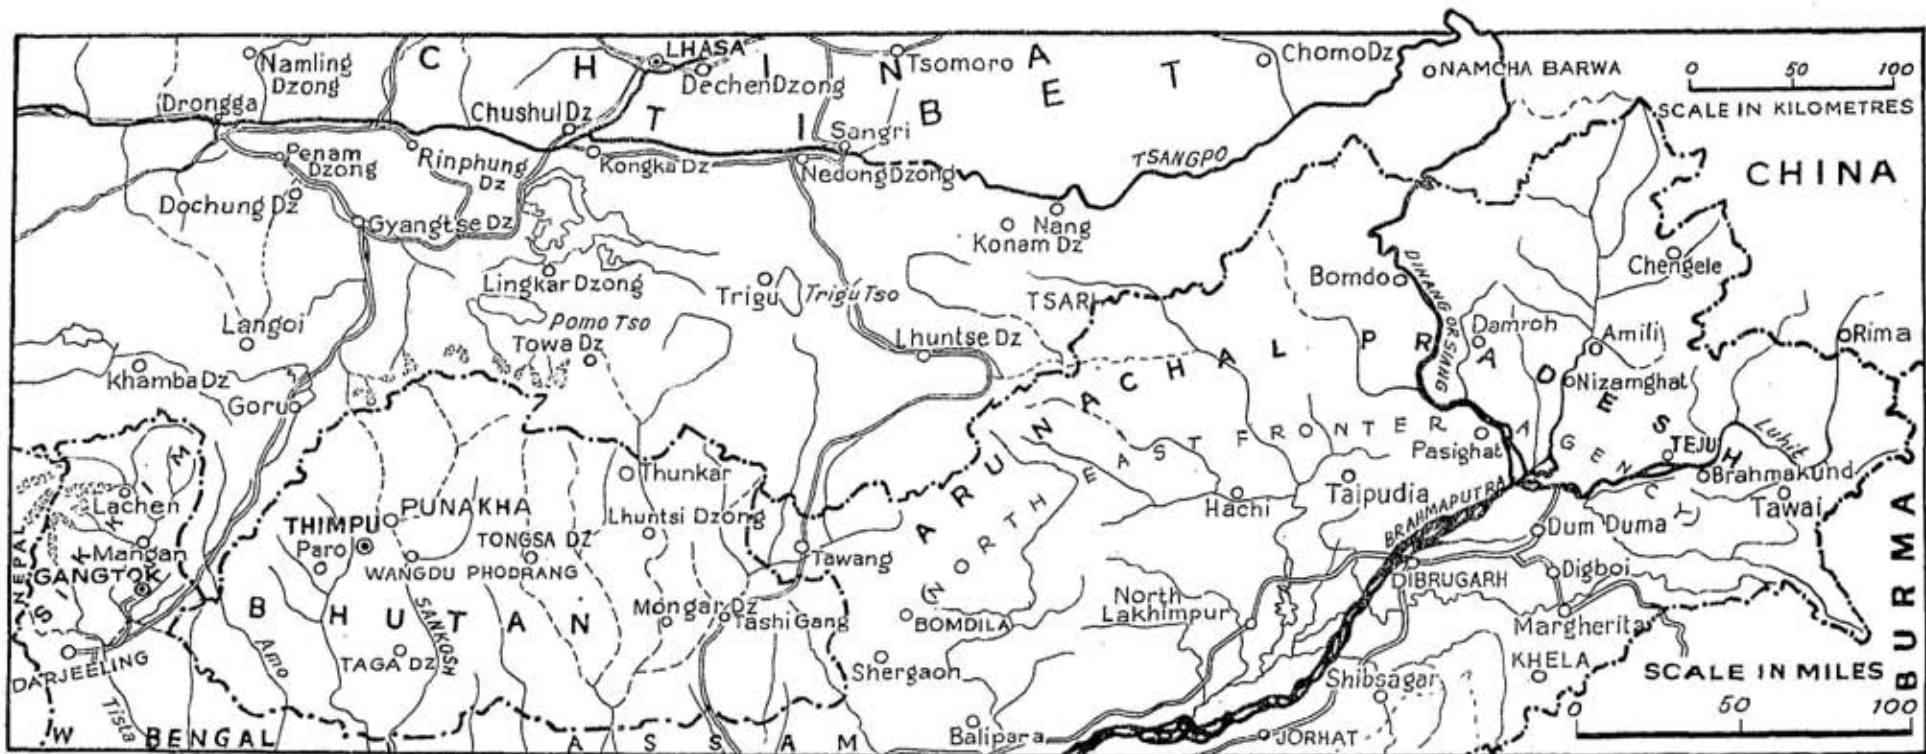 CHINA
TIBET
LHASA
Namling
Dzong
Dechen Dzong
Tsomoro
Chomo Dz
NAMCHA BARWA
0 50 100
SCALE IN KILOMETRES
Drongga
Chushul Dz
Sangri
Penam
Dzong
Rinphung
Dz
Kongka Dz
Nedong Dzong
TSANGPO
CHINA
Dochung Dz
Gyangtse Dz
Nang
Konam Dz
Lingkar Dzong
Trigu
Trigu Tso
TSARI
Bomdo
DIHANG OR SIANG
Chengele
Langoi
Pomo Tso
Towa Dz
Lhuntse Dz
Damroh
Amili
Rima
Khamba Dz
Goru
Nizamghat
ARUNACHAL PRADESH
NORTH EAST FRONTER AGENCY
Pasighat
TEJU
Luhit
Brahmakund
Tawai
SIKKIM
Lachen
Mangan
GANGTOK
NEPAL
Thunkar
Lhuntsi Dzong
THIMPU
PUNAKHA
Paro
WANGDU PHODRANG
TONGSA DZ
Tawang
Hachi
Taipudia
BRAHMAPUTRA
Dum Duma
DIBRUGARH
Digboi
BHUTAN
Mongar Dz
Tashi Gang
BOMDILA
North
Lakhimpur
Margherita
BURMA
DARJEELING
Amo
TAGA DZ
SANKOSH
Shergaon
Shibsagar
KHELA
SCALE IN MILES
0 50 100
Tista
W BENGAL
ASSAM
Balipara
JORHAT